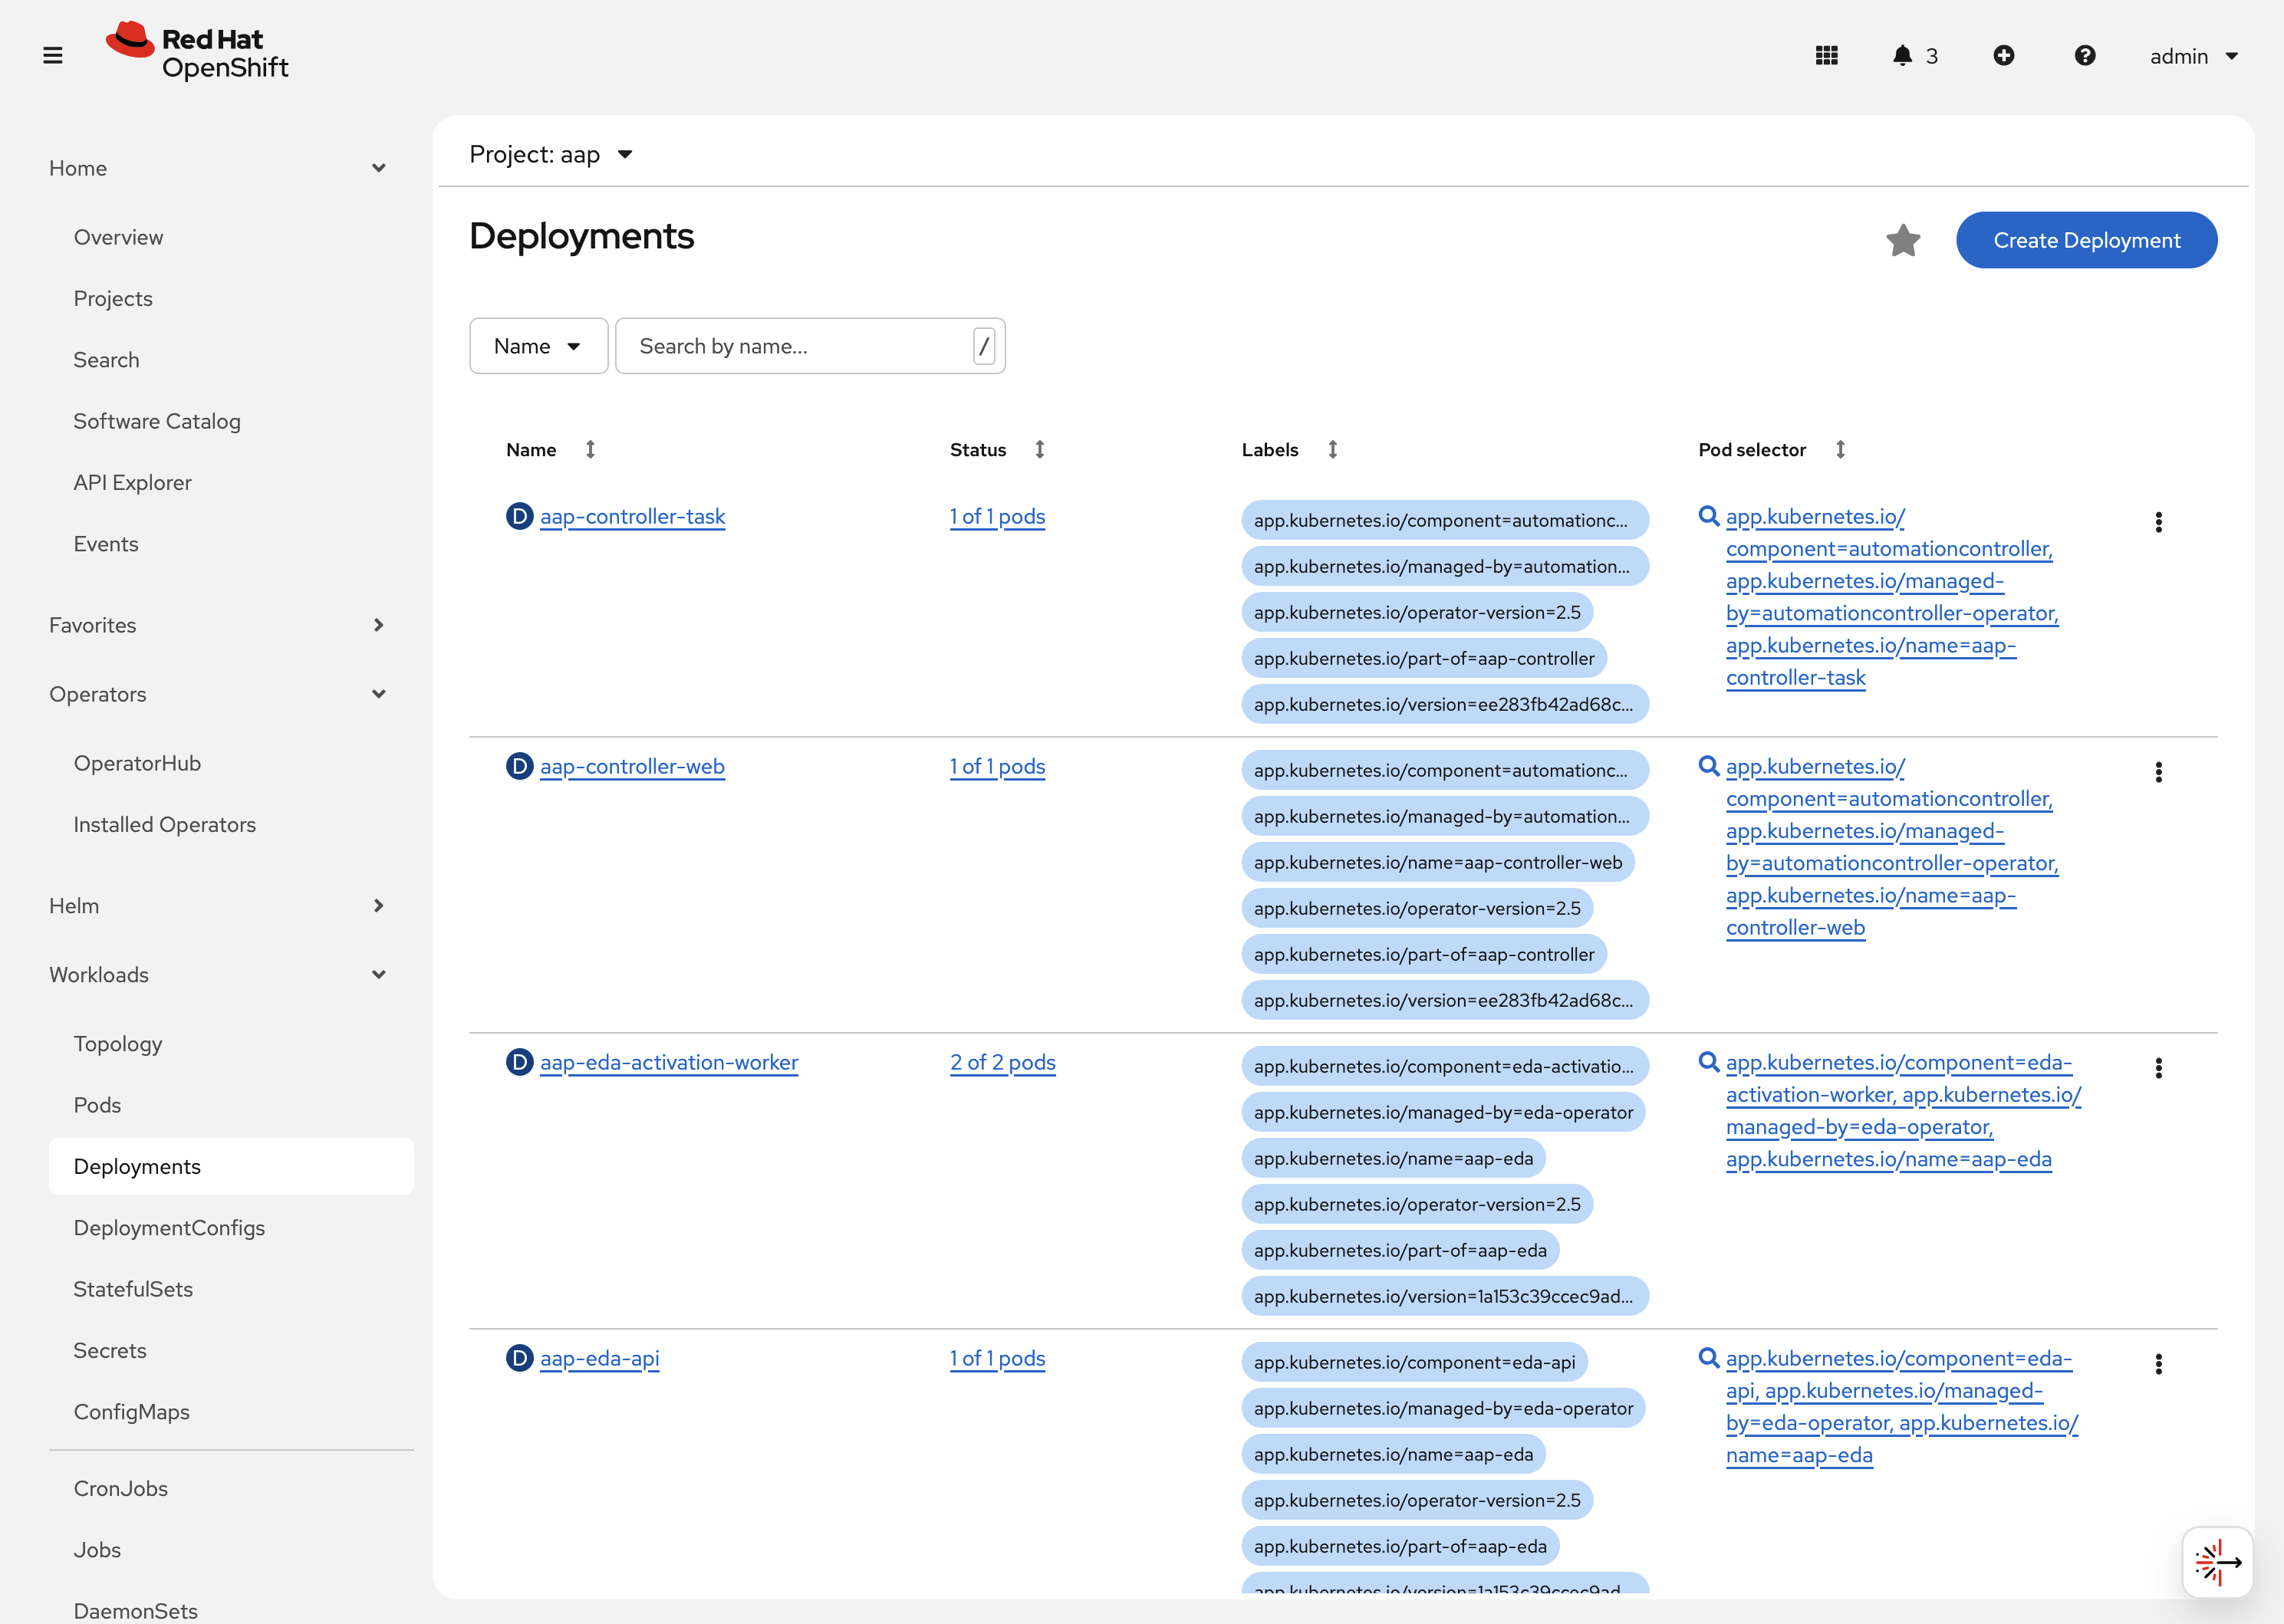 Red Hat
OpenShift
3
admin
Home
Overview
Projects
Search
Software Catalog
API Explorer
Events
Favorites
Operators
OperatorHub
Installed Operators
Helm
Workloads
Topology
Pods
Deployments
DeploymentConfigs
StatefulSets
Secrets
ConfigMaps
CronJobs
Jobs
DaemonSets
Project: aap
Deployments
Create Deployment
Name
Search by name...
/
Name
Status
Labels
Pod selector
D aap-controller-task
1 of 1 pods
app.kubernetes.io/component=automationc...
app.kubernetes.io/managed-by=automation...
app.kubernetes.io/operator-version=2.5
app.kubernetes.io/part-of=aap-controller
app.kubernetes.io/version=ee283fb42ad68c...
app.kubernetes.io/
component=automationcontroller,
app.kubernetes.io/managed-
by=automationcontroller-operator,
app.kubernetes.io/name=aap-
controller-task
D aap-controller-web
1 of 1 pods
app.kubernetes.io/component=automationc...
app.kubernetes.io/managed-by=automation...
app.kubernetes.io/name=aap-controller-web
app.kubernetes.io/operator-version=2.5
app.kubernetes.io/part-of=aap-controller
app.kubernetes.io/version=ee283fb42ad68c...
app.kubernetes.io/
component=automationcontroller,
app.kubernetes.io/managed-
by=automationcontroller-operator,
app.kubernetes.io/name=aap-
controller-web
D aap-eda-activation-worker
2 of 2 pods
app.kubernetes.io/component=eda-activatio...
app.kubernetes.io/managed-by=eda-operator
app.kubernetes.io/name=aap-eda
app.kubernetes.io/operator-version=2.5
app.kubernetes.io/part-of=aap-eda
app.kubernetes.io/version=1a153c39ccec9ad...
app.kubernetes.io/component=eda-
activation-worker, app.kubernetes.io/
managed-by=eda-operator,
app.kubernetes.io/name=aap-eda
D aap-eda-api
1 of 1 pods
app.kubernetes.io/component=eda-api
app.kubernetes.io/managed-by=eda-operator
app.kubernetes.io/name=aap-eda
app.kubernetes.io/operator-version=2.5
app.kubernetes.io/part-of=aap-eda
app.kubernetes.io/version=1a153c39ccec9ad...
app.kubernetes.io/component=eda-
api, app.kubernetes.io/managed-
by=eda-operator, app.kubernetes.io/
name=aap-eda